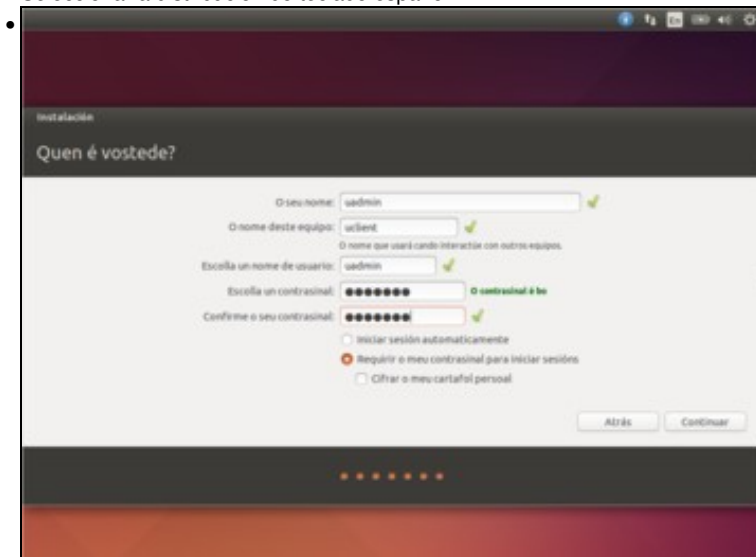 En
Instalación
Quen é vostede?
O seu nome: uadmin
O nome deste equipo: uclient
O nome que usará cando interactúe con outros equipos.
Escolla un nome de usuario: uadmin
Escolla un contrasinal: ●●●●●●● O contrasinal é bo
Confirme o seu contrasinal: ●●●●●●●
Iniciar sesión automaticamente
Requirir o meu contrasinal para iniciar sesións
Cifrar o meu cartafol persoal
Atrás Continuar